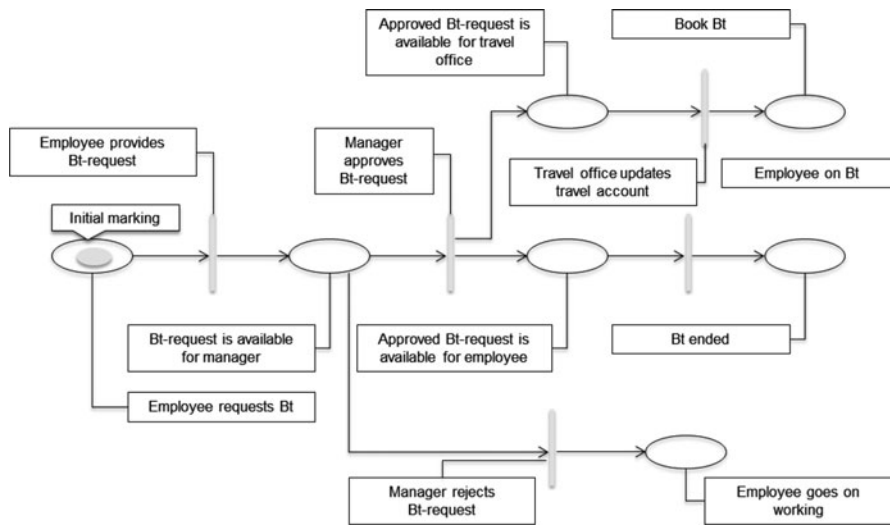 Approved Bt-request is
available for travel
office
Book Bt
Employee provides
Bt-request
Manager
approves
Bt-request
Travel office updates
travel account
Employee on Bt
Initial marking
Bt-request is available
for manager
Approved Bt-request is
available for employee
Bt ended
Employee requests Bt
Manager rejects
Bt-request
Employee goes on
working